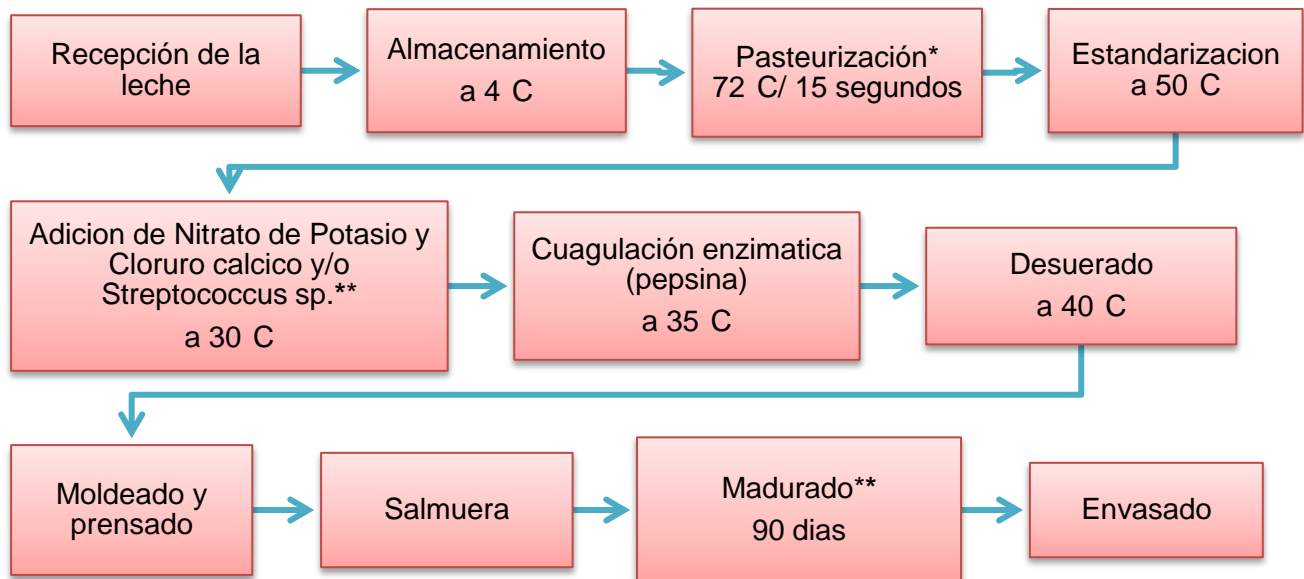 Recepción de la
leche
Almacenamiento
a 4 C
Pasteurización*
72 C/ 15 segundos
Estandarizacion
a 50 C
Adicion de Nitrato de Potasio y
Cloruro calcico y/o
Streptococcus sp.**
a 30 C
Cuagulación enzimatica
(pepsina)
a 35 C
Desuerado
a 40 C
Moldeado y
prensado
Salmuera
Madurado**
90 dias
Envasado